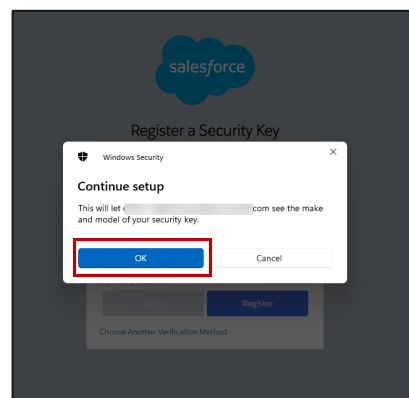 salesforce
Register a Security Key
Windows Security
Continue setup
This will let com see the make
and model of your security key.
OK
Cancel
Register
Choose Another Verification Method